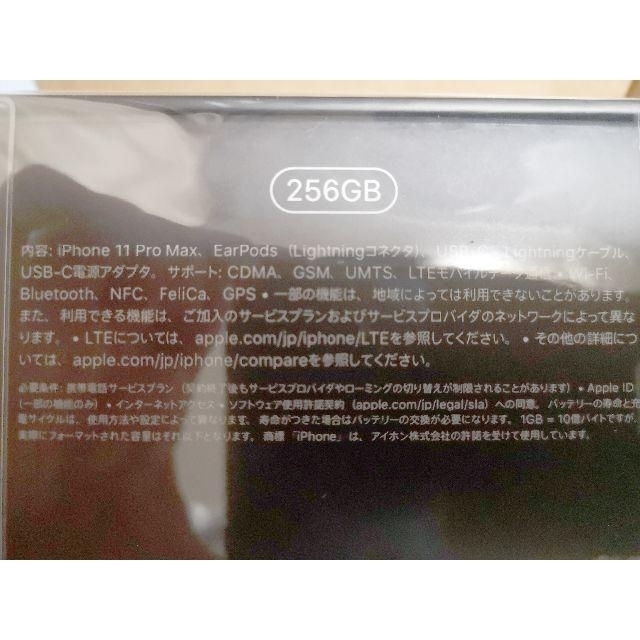 256GB
内容: iPhone 11 Pro Max、EarPods（Lightningコネクタ）、USB-C - Lightningケーブル、
USB-C電源アダプタ。サポート: CDMA、GSM、UMTS、LTEモバイルデータ通信 • Wi-Fi、
Bluetooth、NFC、FeliCa、GPS • 一部の機能は、地域によっては利用できないことがあります。
また、利用できる機能は、ご加入のサービスプランおよびサービスプロバイダのネットワークによって異な
ります。• LTEについては、apple.com/jp/iphone/LTEを参照してください。• その他の詳細につ
いては、apple.com/jp/iphone/compareを参照してください。
必要条件: 携帯電話サービスプラン（契約終了後もサービスプロバイダやローミングの切り替えが制限されることがあります）• Apple ID
（一部の機能のみ）• インターネットアクセス • ソフトウェア使用許諾契約（apple.com/jp/legal/sla）への同意。バッテリーの寿命と充
電サイクルは、使用方法や設定によって異なります。寿命がつきた場合はバッテリーの交換が必要になります。1GB = 10億バイトですが、
実際にフォーマットされた容量はそれ以下となります。商標「iPhone」は、アイホン株式会社の許諾を受けて使用しています。